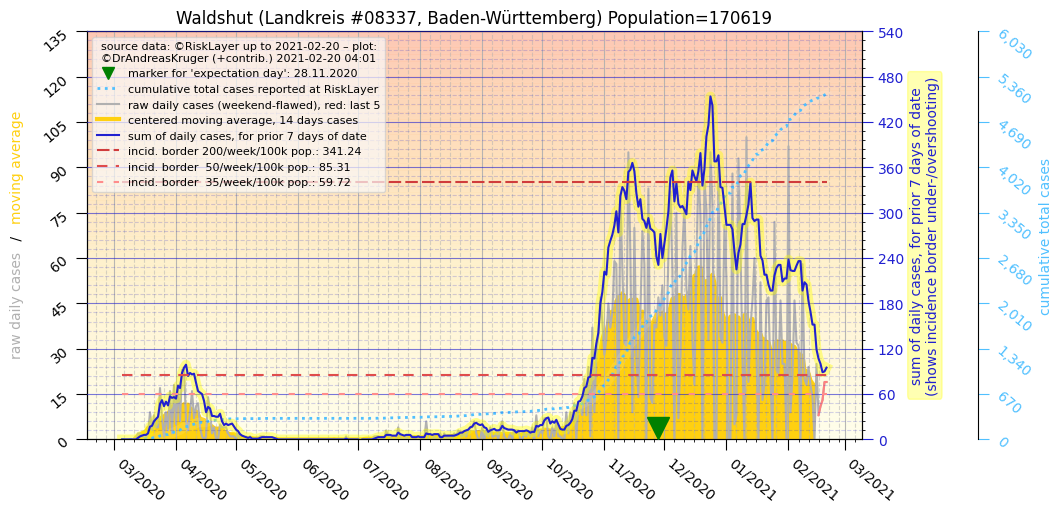 Waldshut (Landkreis #08337, Baden-Württemberg) Population=170619
source data: ©RiskLayer up to 2021-02-20 – plot:
©DrAndreasKruger (+contrib.) 2021-02-20 04:01
marker for 'expectation day': 28.11.2020
cumulative total cases reported at RiskLayer
raw daily cases (weekend-flawed), red: last 5
centered moving average, 14 days cases
sum of daily cases, for prior 7 days of date
incid. border 200/week/100k pop.: 341.24
incid. border  50/week/100k pop.: 85.31
incid. border  35/week/100k pop.: 59.72
raw daily cases / moving average
135
120
105
90
75
60
45
30
15
0
03/2020
04/2020
05/2020
06/2020
07/2020
08/2020
09/2020
10/2020
11/2020
12/2020
01/2021
02/2021
03/2021
540
480
420
360
300
240
180
120
60
0
sum of daily cases, for prior 7 days of date
(shows incidence border under-/overshooting)
6,030
5,360
4,690
4,020
3,350
2,680
2,010
1,340
670
0
cumulative total cases